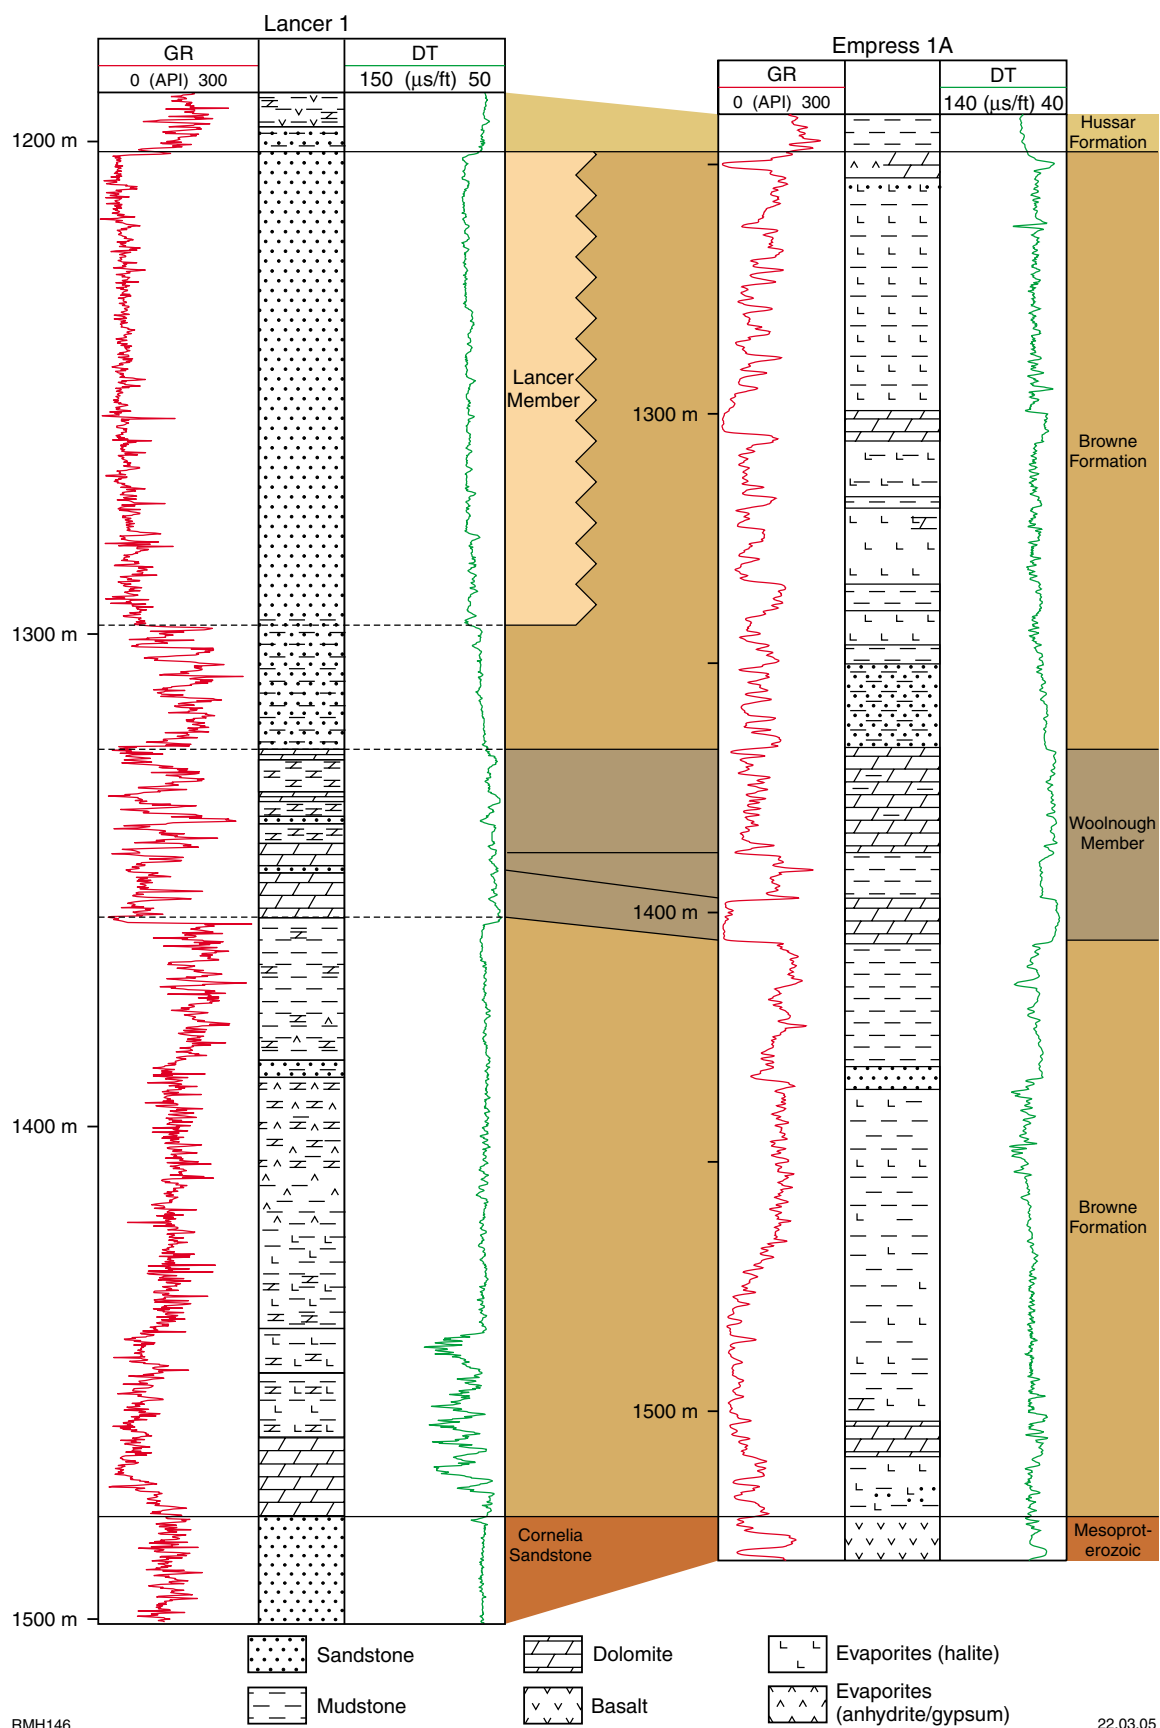 Lancer 1
GR
DT
0 (API) 300
150 (μs/ft) 50
Empress 1A
GR
DT
0 (API) 300
140 (μs/ft) 40
Hussar
Formation
1200 m
Lancer
Member
1300 m
Browne
Formation
1300 m
Woolnough
Member
1400 m
1400 m
Browne
Formation
1500 m
Cornelia
Sandstone
Mesoprot-
erozoic
1500 m
Sandstone
Dolomite
Evaporites (halite)
Mudstone
Basalt
Evaporites
(anhydrite/gypsum)
RMH146
22.03.05